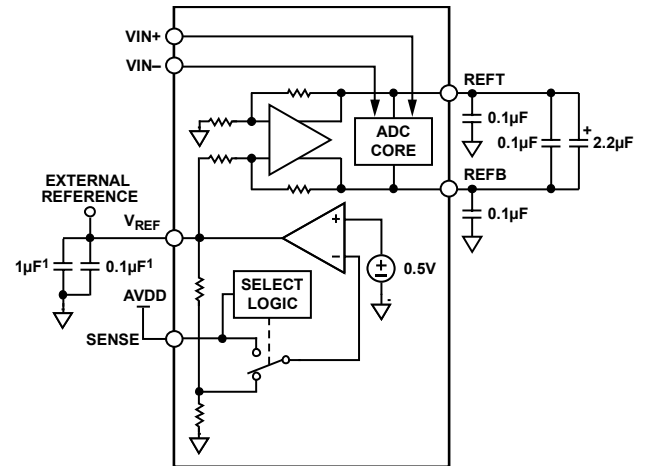 VIN+
VIN–
REFT
0.1µF
ADC
CORE
0.1µF
+
2.2µF
REFB
EXTERNAL
REFERENCE
0.1µF
VREF
+
–
0.5V
1µF1
0.1µF1
SELECT
LOGIC
AVDD
SENSE